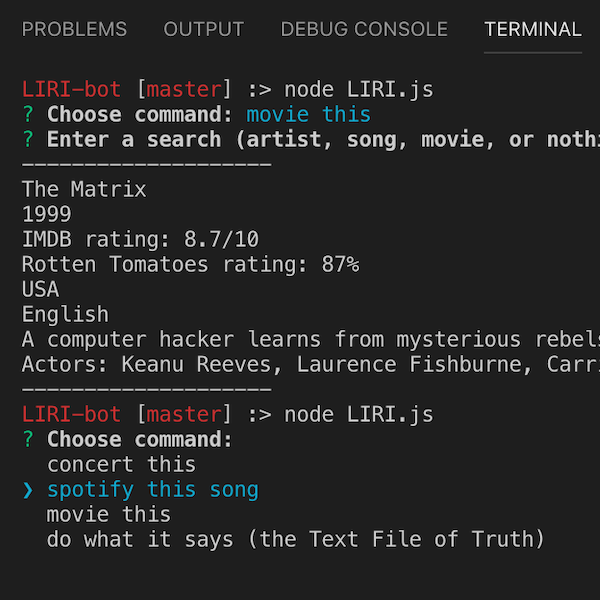 PROBLEMS OUTPUT DEBUG CONSOLE TERMINAL
LIRI-bot [master] :> node LIRI.js
? Choose command: movie this
? Enter a search (artist, song, movie, or
--------------------
The Matrix
1999
IMDB rating: 8.7/10
Rotten Tomatoes rating: 87%
USA
English
A computer hacker learns from mysterious rebels
Actors: Keanu Reeves, Laurence Fishburne,
--------------------
LIRI-bot [master] :> node LIRI.js
? Choose command:
concert this
❯ spotify this song
movie this
do what it says (the Text File of Truth)